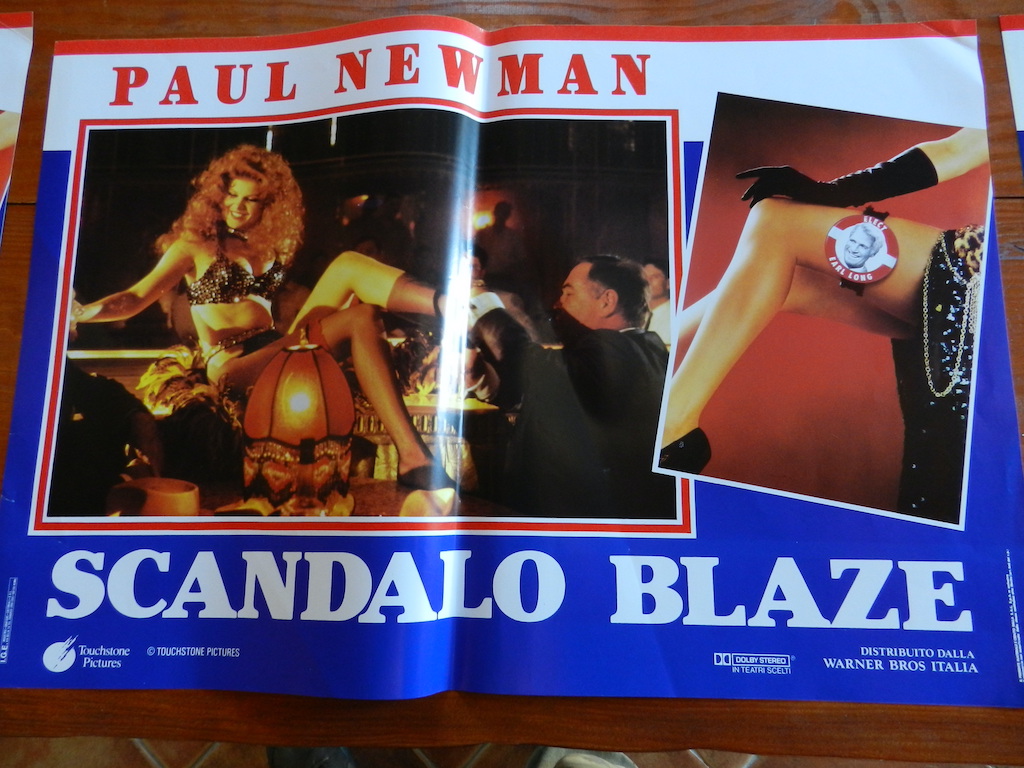 PAUL NEWMAN
ELECT
EARL LONG
SCANDALO BLAZE
Touchstone
Pictures
© TOUCHSTONE PICTURES
DOLBY STEREO
IN TEATRI SCELTI
DISTRIBUITO DALLA
WARNER BROS ITALIA
I.G.E.